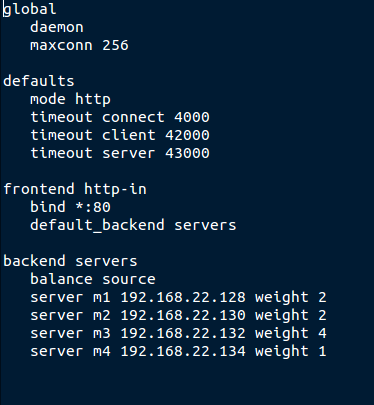 global
daemon
maxconn 256
defaults
mode http
timeout connect 4000
timeout client 42000
timeout server 43000
frontend http-in
bind *:80
default_backend servers
backend servers
balance source
server m1 192.168.22.128 weight 2
server m2 192.168.22.130 weight 2
server m3 192.168.22.132 weight 4
server m4 192.168.22.134 weight 1